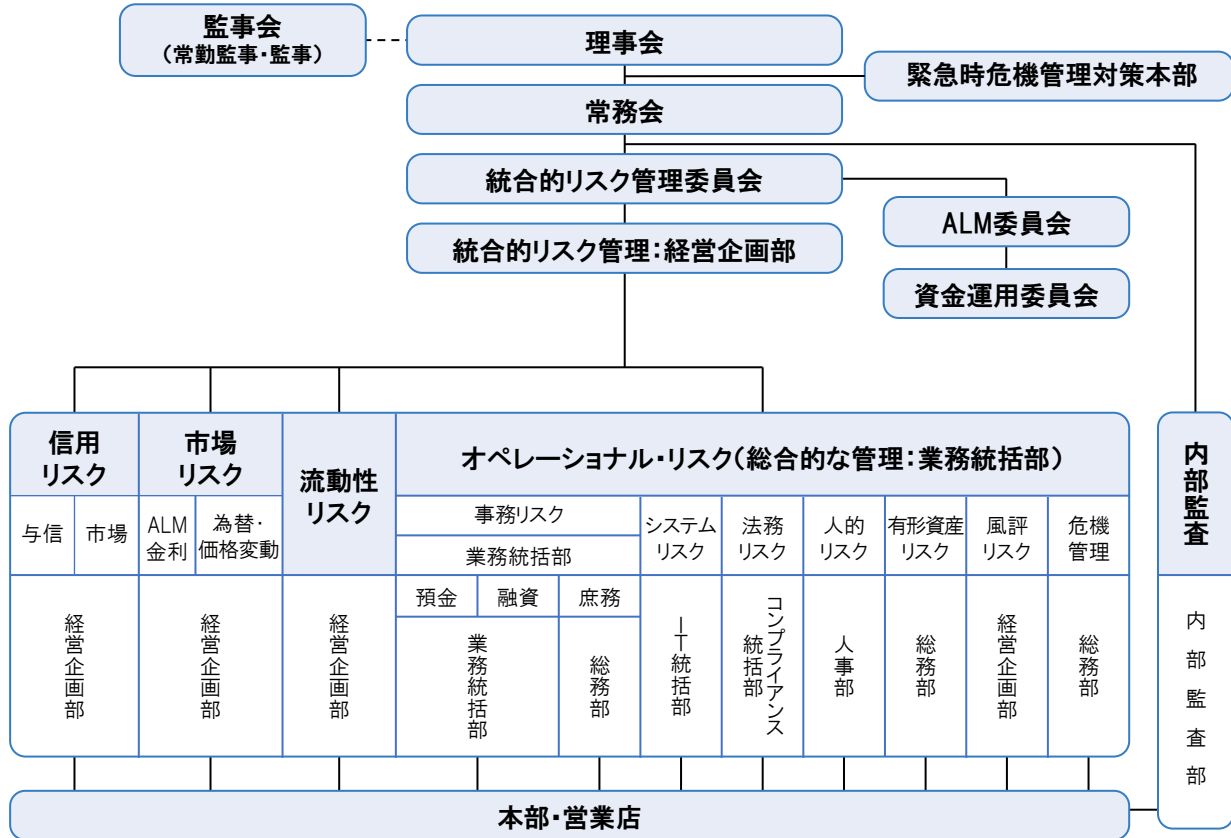 監事会
（常勤監事・監事）
理事会
緊急時危機管理対策本部
常務会
統合的リスク管理委員会
ALM委員会
統合的リスク管理：経営企画部
資金運用委員会
信用
リスク
市場
リスク
流動性
リスク
オペレーショナル・リスク（総合的な管理：業務統括部）
内部監査
与信
市場
ALM
金利
為替・
価格変動
事務リスク
業務統括部
システム
リスク
法務
リスク
人的
リスク
有形資産
リスク
風評
リスク
危機
管理
預金
融資
庶務
経営企画部
経営企画部
経営企画部
業務統括部
総務部
IT統括部
コンプライアンス
統括部
人事部
総務部
経営企画部
総務部
内部監査部
本部・営業店